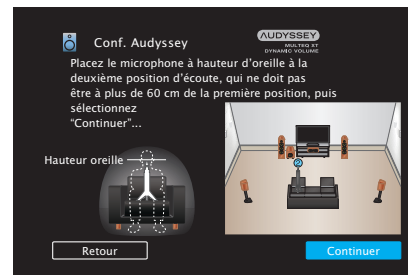 Conf. Audyssey
AUDYSSEY
MULTEQ XT
DYNAMIC VOLUME
Placez le microphone à hauteur d'oreille à la
deuxième position d'écoute, qui ne doit pas
être à plus de 60 cm de la première position, puis
sélectionnez
“Continuer”...
Hauteur oreille
2
Retour
Continuer